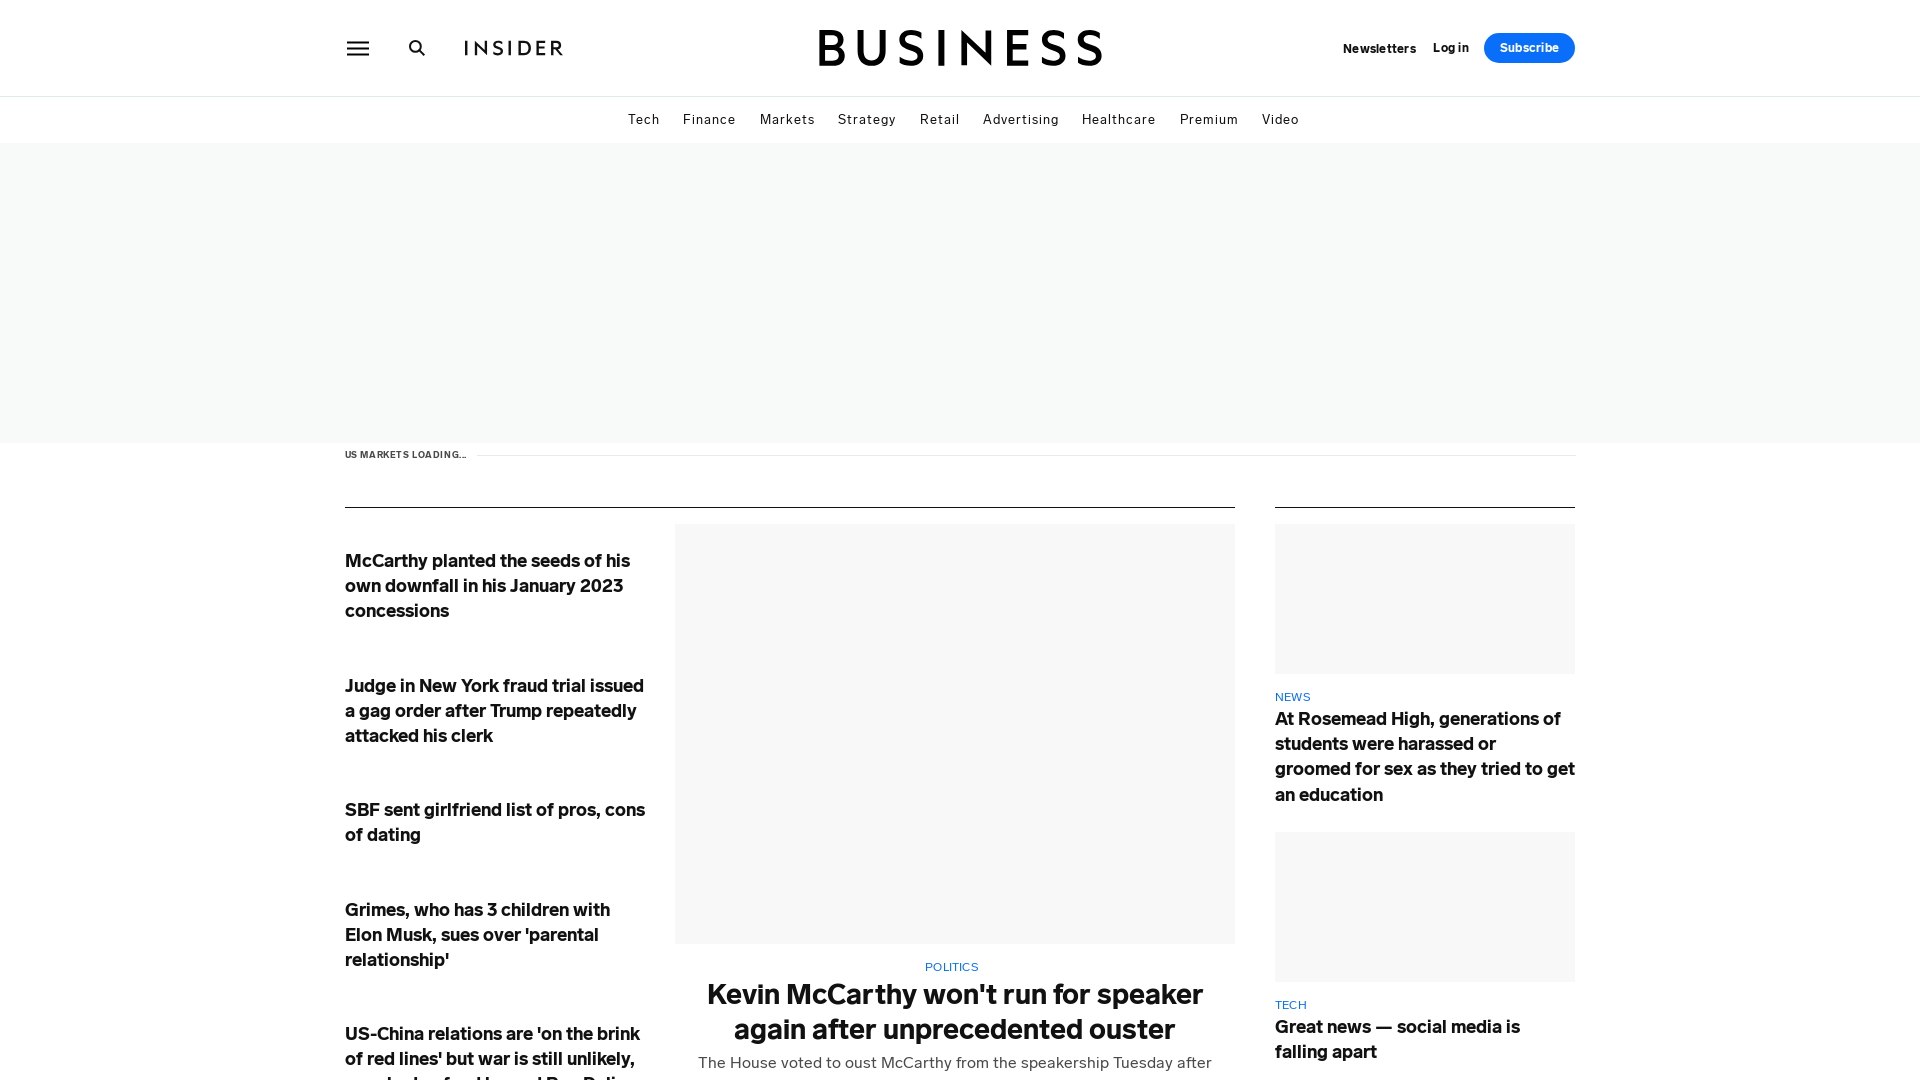 INSIDER
BUSINESS
Newsletters
Log in
Subscribe
Tech
Finance
Markets
Strategy
Retail
Advertising
Healthcare
Premium
Video
US MARKETS LOADING...
McCarthy planted the seeds of his
own downfall in his January 2023
concessions
Judge in New York fraud trial issued
a gag order after Trump repeatedly
attacked his clerk
SBF sent girlfriend list of pros, cons
of dating
Grimes, who has 3 children with
Elon Musk, sues over 'parental
relationship'
US-China relations are 'on the brink
of red lines' but war is still unlikely,
POLITICS
Kevin McCarthy won't run for speaker
again after unprecedented ouster
The House voted to oust McCarthy from the speakership Tuesday after
NEWS
At Rosemead High, generations of
students were harassed or
groomed for sex as they tried to get
an education
TECH
Great news — social media is
falling apart